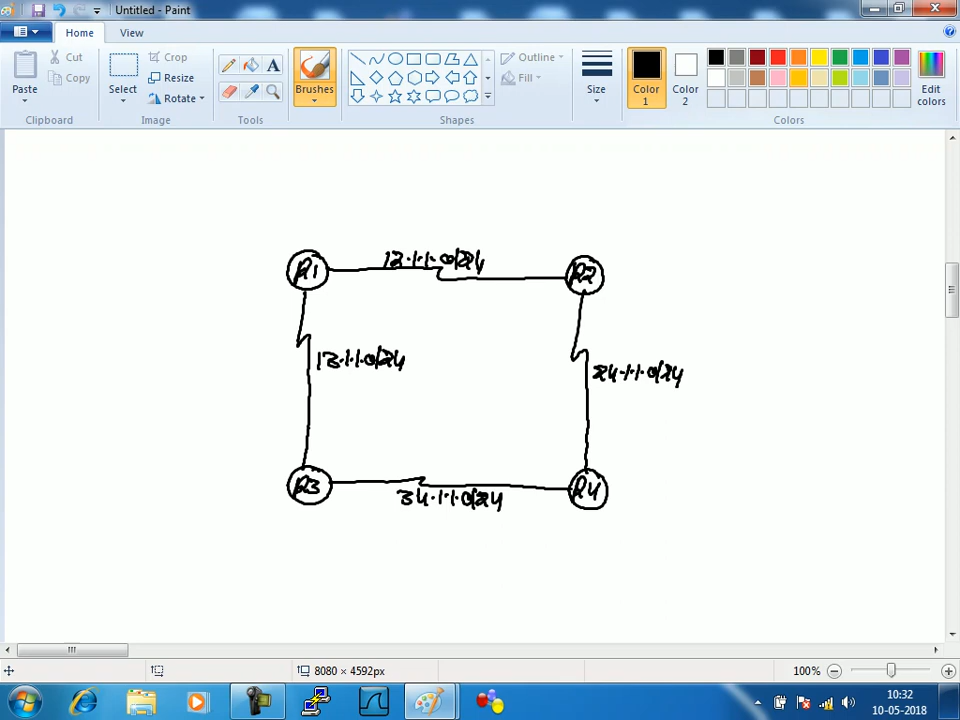 Untitled - Paint
Home View
Paste
Cut
Copy
Clipboard
Select
Crop
Resize
Rotate
Image
A
Tools
Brushes
Shapes
Outline
Fill
Size
Color 1
Color 2
Edit colors
Colors
R1
12.1.1.0/24
R2
13.1.1.0/24
24.1.1.0/24
R3
34.1.1.0/24
R4
8080 × 4592px
100%
10:32
10-05-2018